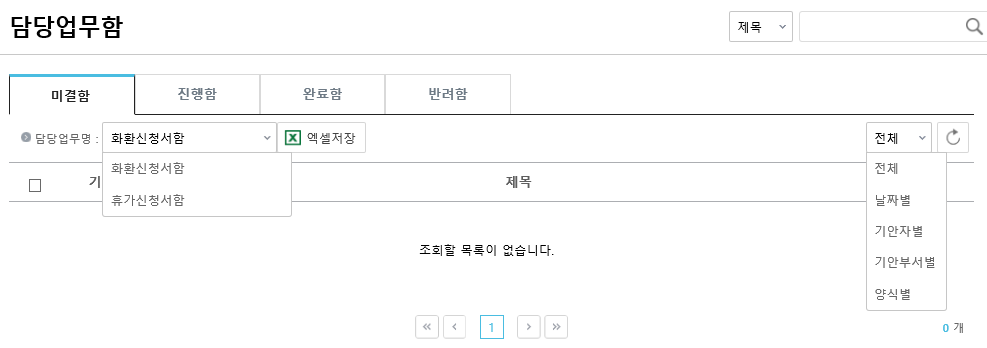 담당업무함
제목
미결함 진행함 완료함 반려함
담당업무명 : 화환신청서함 엑셀저장 전체
화환신청서함
휴가신청서함
제목
전체
날짜별
기안자별
기안부서별
양식별
조회할 목록이 없습니다.
1
0 개